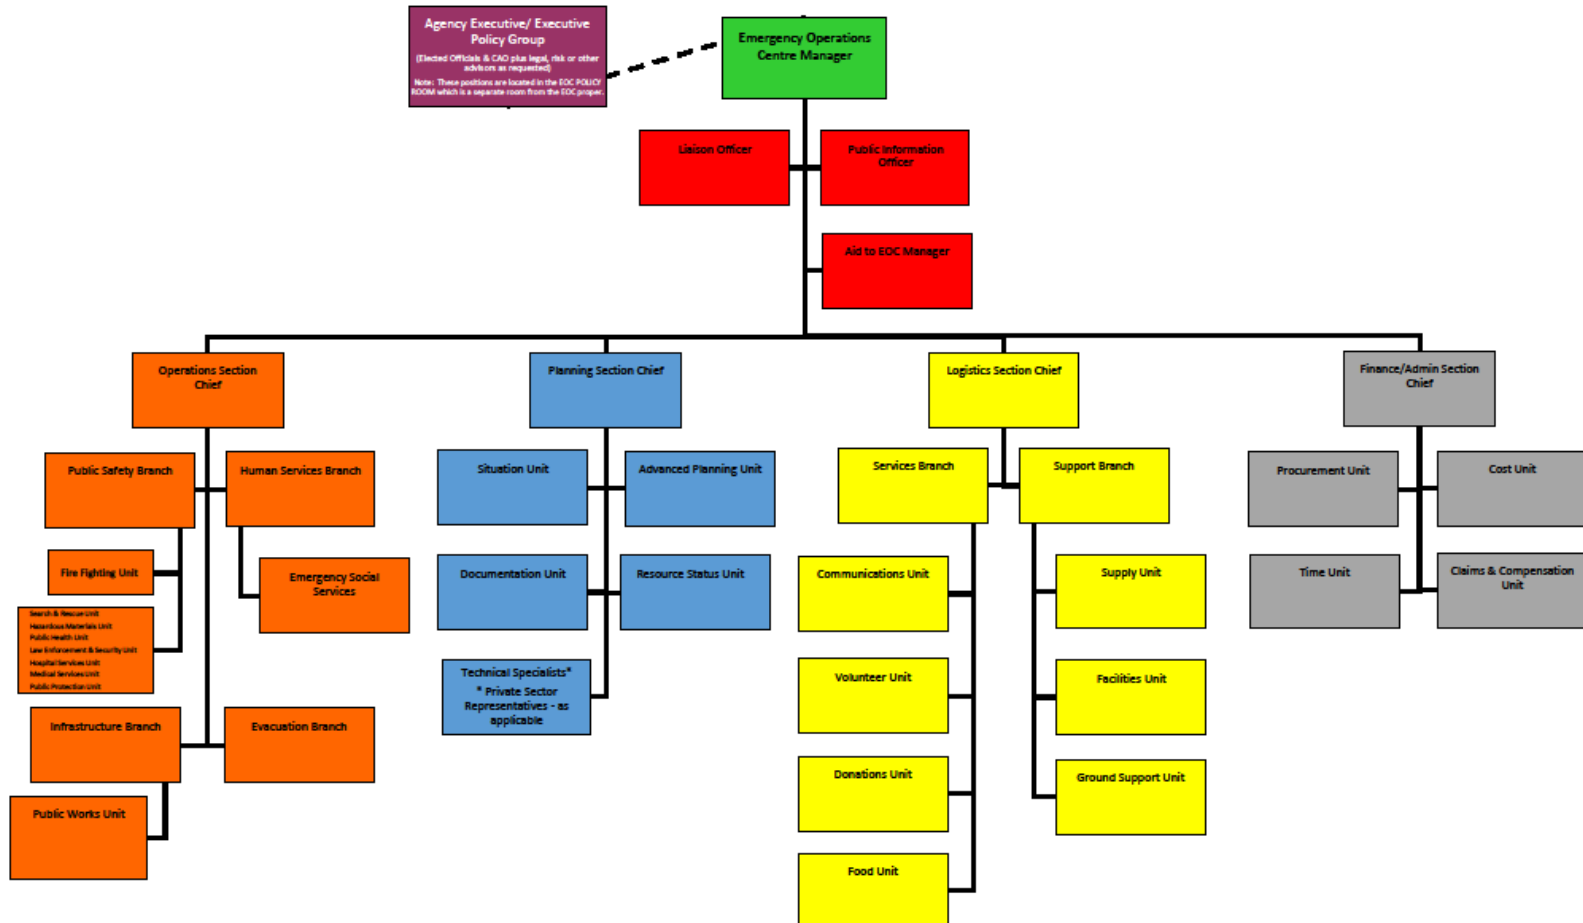 Agency Executive/ Executive
Policy Group
(Elected Officials & CAO plus legal, risk or other
advisors as requested)
Note: These positions are located in the EOC POLICY
ROOM which is a separate room from the EOC proper.
Emergency Operations
Centre Manager
Liaison Officer
Public Information
Officer
Aid to EOC Manager
Operations Section
Chief
Planning Section Chief
Logistics Section Chief
Finance/Admin Section
Chief
Public Safety Branch
Human Services Branch
Fire Fighting Unit
Emergency Social
Services
Search & Rescue Unit
Hazardous Materials Unit
Public Health Unit
Law Enforcement & Security Unit
Hospital Services Unit
Medical Services Unit
Public Protection Unit
Infrastructure Branch
Evacuation Branch
Public Works Unit
Situation Unit
Advanced Planning Unit
Documentation Unit
Resource Status Unit
Technical Specialists*
* Private Sector
Representatives - as
applicable
Services Branch
Support Branch
Communications Unit
Supply Unit
Volunteer Unit
Facilities Unit
Donations Unit
Ground Support Unit
Food Unit
Procurement Unit
Cost Unit
Time Unit
Claims & Compensation
Unit